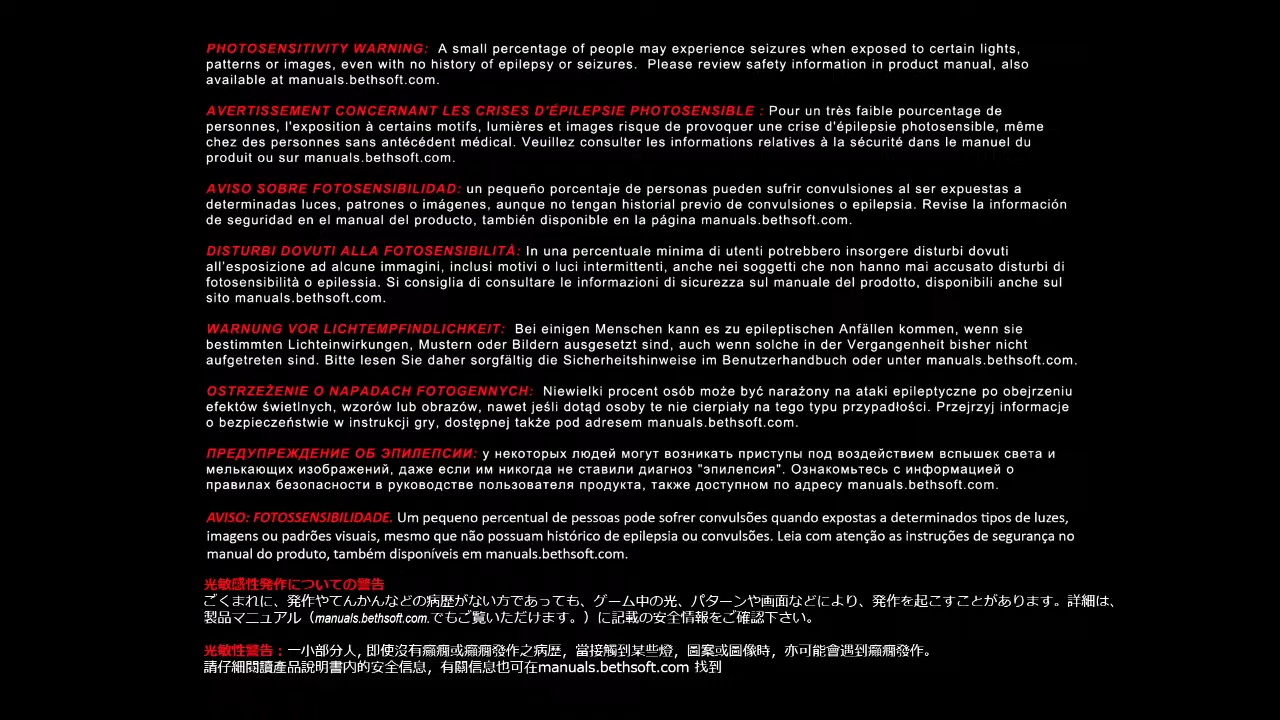 PHOTOSENSITIVITY WARNING: A small percentage of people may experience seizures when exposed to certain lights,
patterns or images, even with no history of epilepsy or seizures. Please review safety information in product manual, also
available at manuals.bethsoft.com.
AVERTISSEMENT CONCERNANT LES CRISES D'ÉPILEPSIE PHOTOSENSIBLE : Pour un très faible pourcentage de
personnes, l'exposition à certains motifs, lumières et images risque de provoquer une crise d'épilepsie photosensible, même
chez des personnes sans antécédent médical. Veuillez consulter les informations relatives à la sécurité dans le manuel du
produit ou sur manuals.bethsoft.com.
AVISO SOBRE FOTOSENSIBILIDAD: un pequeño porcentaje de personas pueden sufrir convulsiones al ser expuestas a
determinadas luces, patrones o imágenes, aunque no tengan historial previo de convulsiones o epilepsia. Revise la información
de seguridad en el manual del producto, también disponible en la página manuals.bethsoft.com.
DISTURBI DOVUTI ALLA FOTOSENSIBILITÀ: In una percentuale minima di utenti potrebbero insorgere disturbi dovuti
all'esposizione ad alcune immagini, inclusi motivi o luci intermittenti, anche nei soggetti che non hanno mai accusato disturbi di
fotosensibilità o epilessia. Si consiglia di consultare le informazioni di sicurezza sul manuale del prodotto, disponibili anche sul
sito manuals.bethsoft.com.
WARNUNG VOR LICHTEMPFINDLICHKEIT: Bei einigen Menschen kann es zu epileptischen Anfällen kommen, wenn sie
bestimmten Lichteinwirkungen, Mustern oder Bildern ausgesetzt sind, auch wenn solche in der Vergangenheit bisher nicht
aufgetreten sind. Bitte lesen Sie daher sorgfältig die Sicherheitshinweise im Benutzerhandbuch oder unter manuals.bethsoft.com.
OSTRZEŻENIE O NAPADACH FOTOGENNYCH: Niewielki procent osób może być narażony na ataki epileptyczne po obejrzeniu
efektów świetlnych, wzorów lub obrazów, nawet jeśli dotąd osoby te nie cierpiały na tego typu przypadłości. Przejrzyj informacje
o bezpieczeństwie w instrukcji gry, dostępnej także pod adresem manuals.bethsoft.com.
ПРЕДУПРЕЖДЕНИЕ ОБ ЭПИЛЕПСИИ: у некоторых людей могут возникать приступы под воздействием вспышек света и
мелькающих изображений, даже если им никогда не ставили диагноз "эпилепсия". Ознакомьтесь с информацией о
правилах безопасности в руководстве пользователя продукта, также доступном по адресу manuals.bethsoft.com.
AVISO: FOTOSSENSIBILIDADE. Um pequeno percentual de pessoas pode sofrer convulsões quando expostas a determinados tipos de luzes,
imagens ou padrões visuais, mesmo que não possuam histórico de epilepsia ou convulsões. Leia com atenção as instruções de segurança no
manual do produto, também disponíveis em manuals.bethsoft.com.
光敏感性発作についての警告
ごくまれに、発作やてんかんなどの病歴がない方であっても、ゲーム中の光、パターンや画面などにより、発作を起こすことがあります。詳細は、
製品マニュアル（manuals.bethsoft.com.でもご覧いただけます。）に記載の安全情報をご確認下さい。
光敏性警告：一小部分人, 即使沒有癲癇或癲癇發作之病歷，當接觸到某些燈，圖案或圖像時，亦可能會遇到癲癇發作。
請仔細閱讀產品說明書内的安全信息，有關信息也可在manuals.bethsoft.com 找到